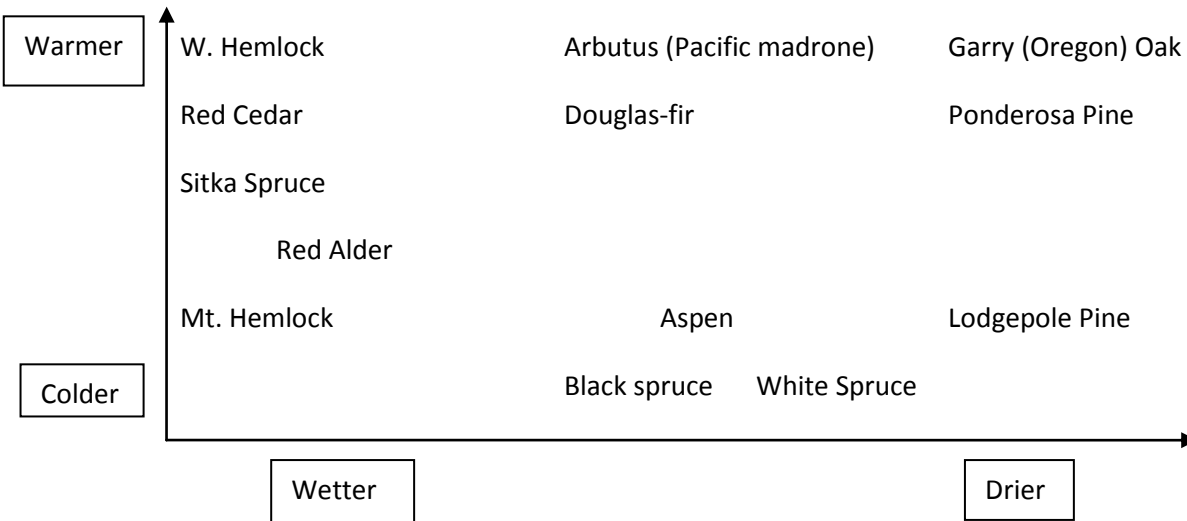 Warmer W. Hemlock Arbutus (Pacific madrone) Garry (Oregon) Oak
Red Cedar Douglas-fir Ponderosa Pine
Sitka Spruce
Red Alder
Mt. Hemlock Aspen Lodgepole Pine
Colder Black spruce White Spruce
Wetter Drier